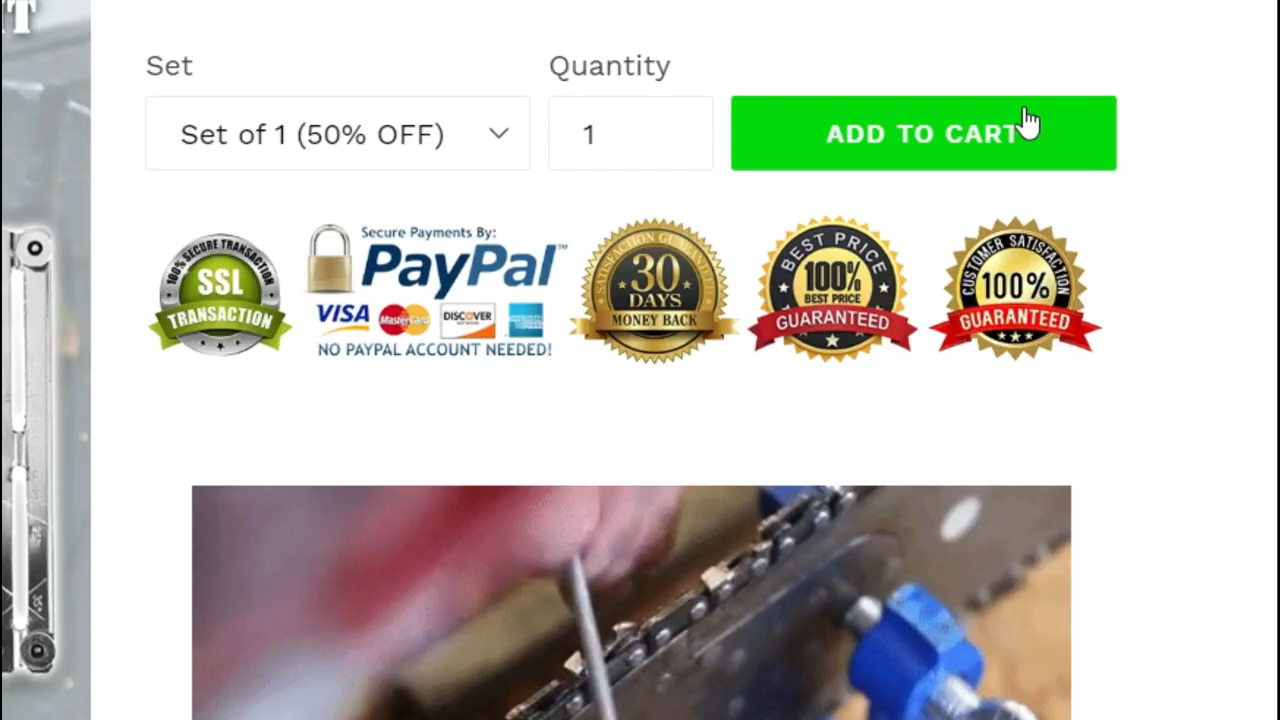 T
Set
Quantity
Set of 1 (50% OFF)
1
ADD TO CART
100% SECURE TRANSACTION
SSL
TRANSACTION
Secure Payments By:
PayPal™
VISA
MasterCard
DISCOVER
NO PAYPAL ACCOUNT NEEDED!
SATISFACTION GUARANTEED
30
DAYS
MONEY BACK
BEST PRICE
100%
BEST PRICE
GUARANTEED
CUSTOMER SATISFACTION
100%
GUARANTEED
35